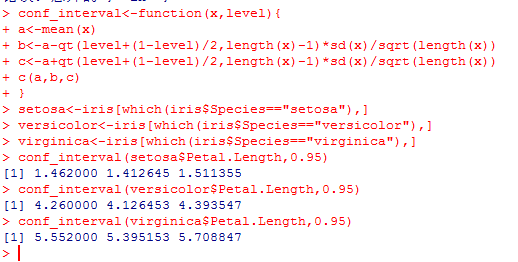 > conf_interval<-function(x,level){
+ a<-mean(x)
+ b<-a-qt(level+(1-level)/2,length(x)-1)*sd(x)/sqrt(length(x))
+ c<-a+qt(level+(1-level)/2,length(x)-1)*sd(x)/sqrt(length(x))
+ c(a,b,c)
+ }
> setosa<-iris[which(iris$Species=="setosa"),]
> versicolor<-iris[which(iris$Species=="versicolor"),]
> virginica<-iris[which(iris$Species=="virginica"),]
> conf_interval(setosa$Petal.Length,0.95)
[1] 1.462000 1.412645 1.511355
> conf_interval(versicolor$Petal.Length,0.95)
[1] 4.260000 4.126453 4.393547
> conf_interval(virginica$Petal.Length,0.95)
[1] 5.552000 5.395153 5.708847
>